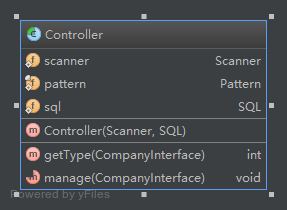 Controller
scanner Scanner
pattern Pattern
sql SQL
Controller(Scanner, SQL)
getType(CompanyInterface) int
manage(CompanyInterface) void
Powered by yFiles